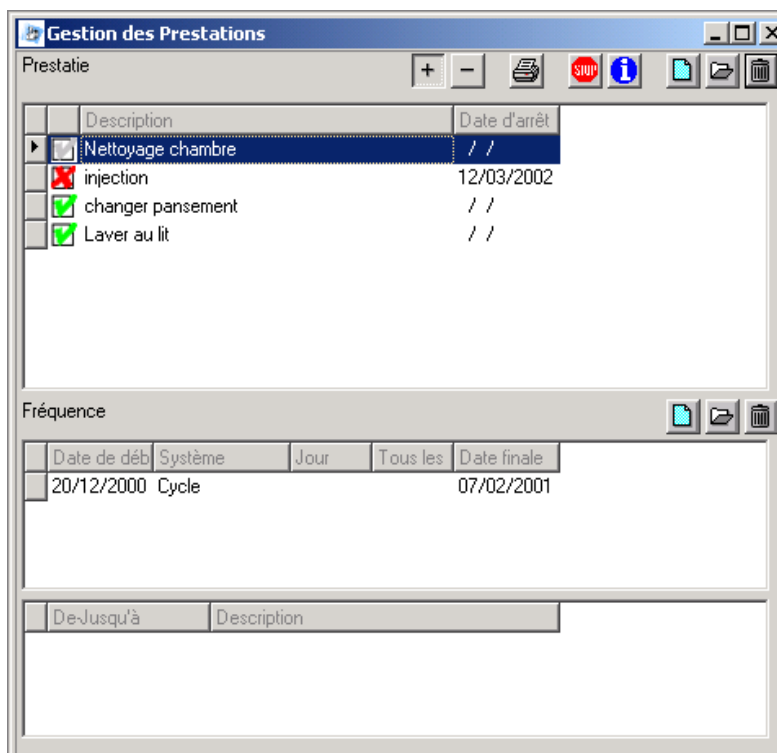 Gestion des Prestations
Prestatie
+ - STOP i
Description Date d'arrêt
Nettoyage chambre / /
injection 12/03/2002
changer pansement / /
Laver au lit / /
Fréquence
Date de déb Système Jour Tous les Date finale
20/12/2000 Cycle 07/02/2001
De-Jusqu'à Description